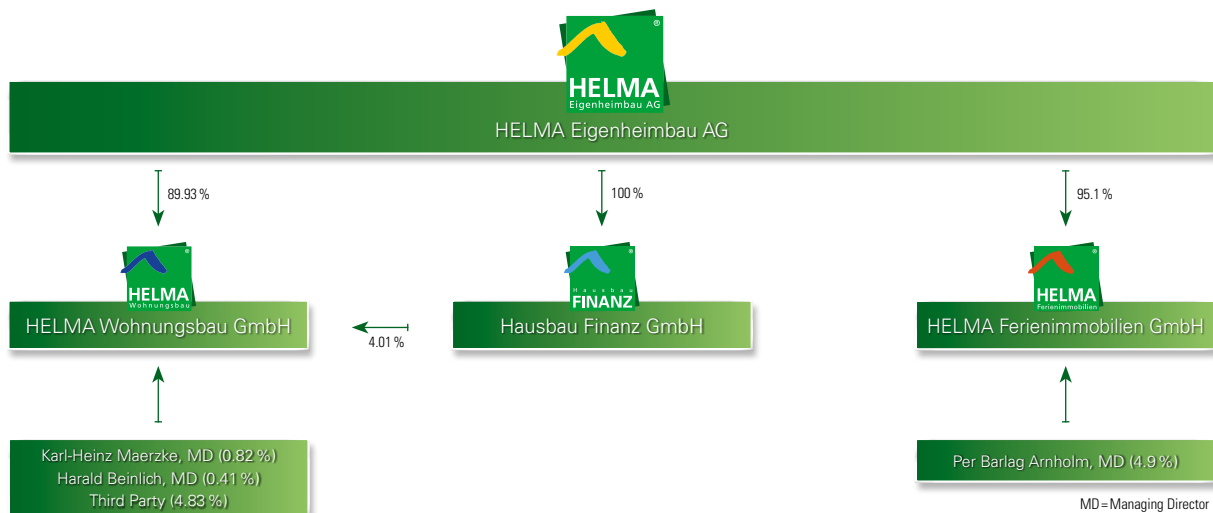 ®
HELMA
Eigenheimbau AG
HELMA Eigenheimbau AG
89.93 %
100 %
95.1 %
®
HELMA
Wohnungsbau
®
Hausbau
FINANZ
®
HELMA
Ferienimmobilien
HELMA Wohnungsbau GmbH
4.01 %
Hausbau Finanz GmbH
HELMA Ferienimmobilien GmbH
Karl-Heinz Maerzke, MD (0.82 %)
Harald Beinlich, MD (0.41 %)
Third Party (4.83 %)
Per Barlag Arnholm, MD (4.9 %)
MD = Managing Director